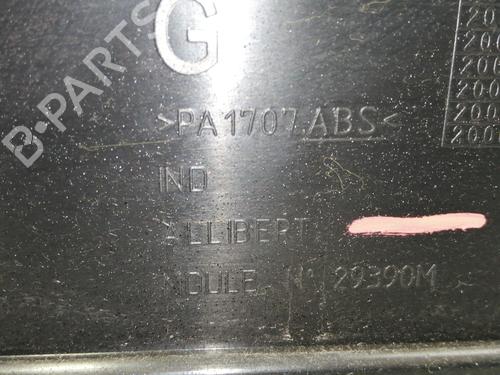 G
>PA1707.ABS<
IND
ALLIBERT
MOULE N° 29390M
B-PARTS